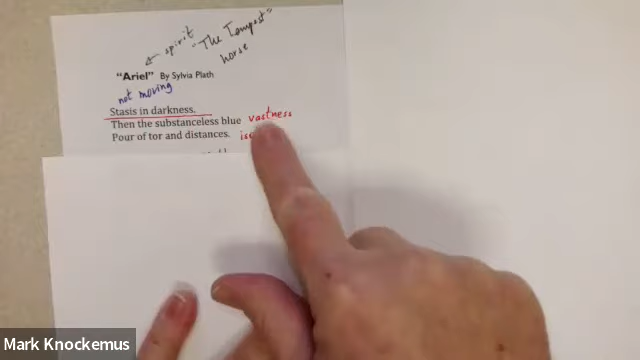 ← spirit "The Tempest"
horse
"Ariel" By Sylvia Plath
not moving
Stasis in darkness.
Then the substanceless blue vastness
Pour of tor and distances.
Mark Knockemus